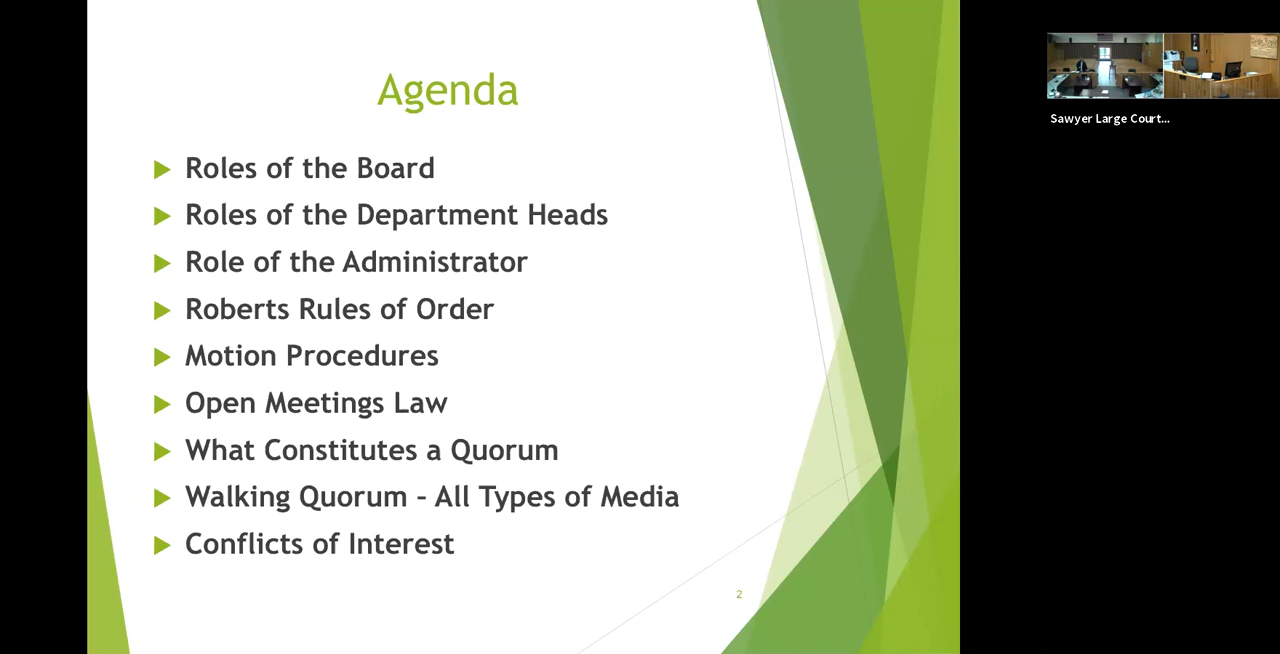 Agenda
Roles of the Board
Roles of the Department Heads
Role of the Administrator
Roberts Rules of Order
Motion Procedures
Open Meetings Law
What Constitutes a Quorum
Walking Quorum – All Types of Media
Conflicts of Interest
2
Sawyer Large Court...